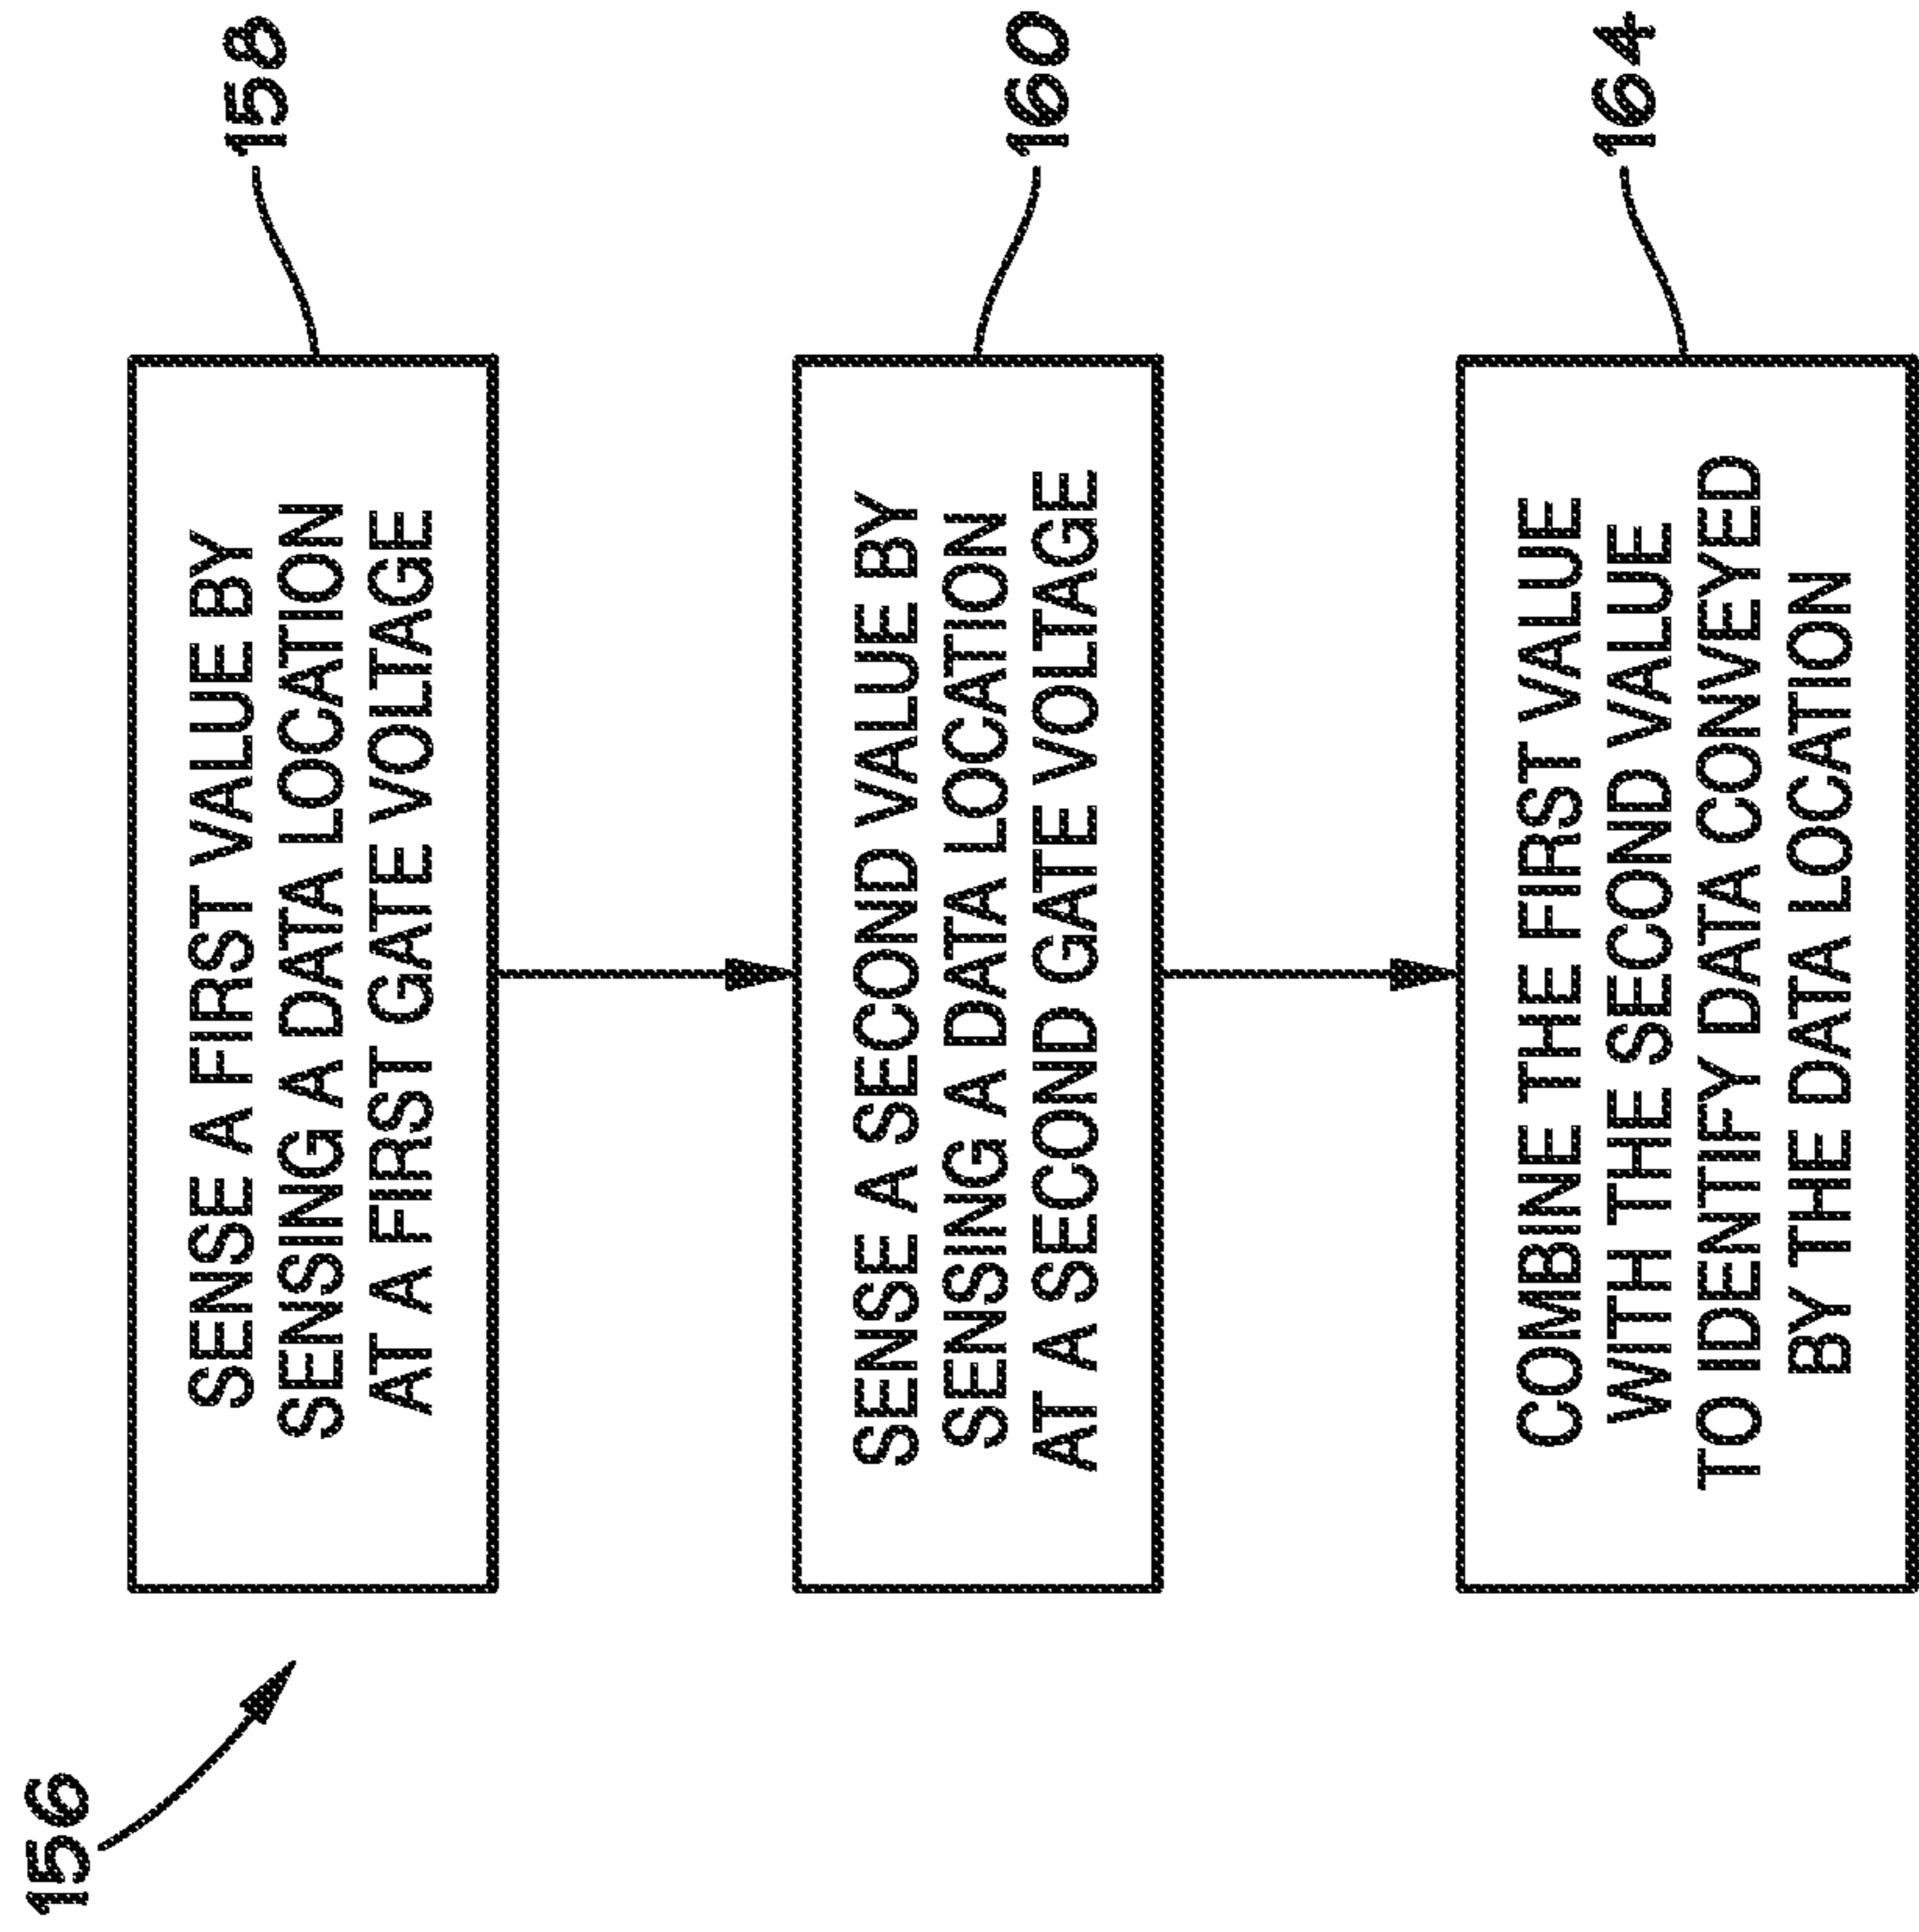 156
SENSE A FIRST VALUE BY
SENSING A DATA LOCATION
AT A FIRST GATE VOLTAGE
158
SENSE A SECOND VALUE BY
SENSING A DATA LOCATION
AT A SECOND GATE VOLTAGE
160
COMBINE THE FIRST VALUE
WITH THE SECOND VALUE
TO IDENTIFY DATA CONVEYED
BY THE DATA LOCATION
164